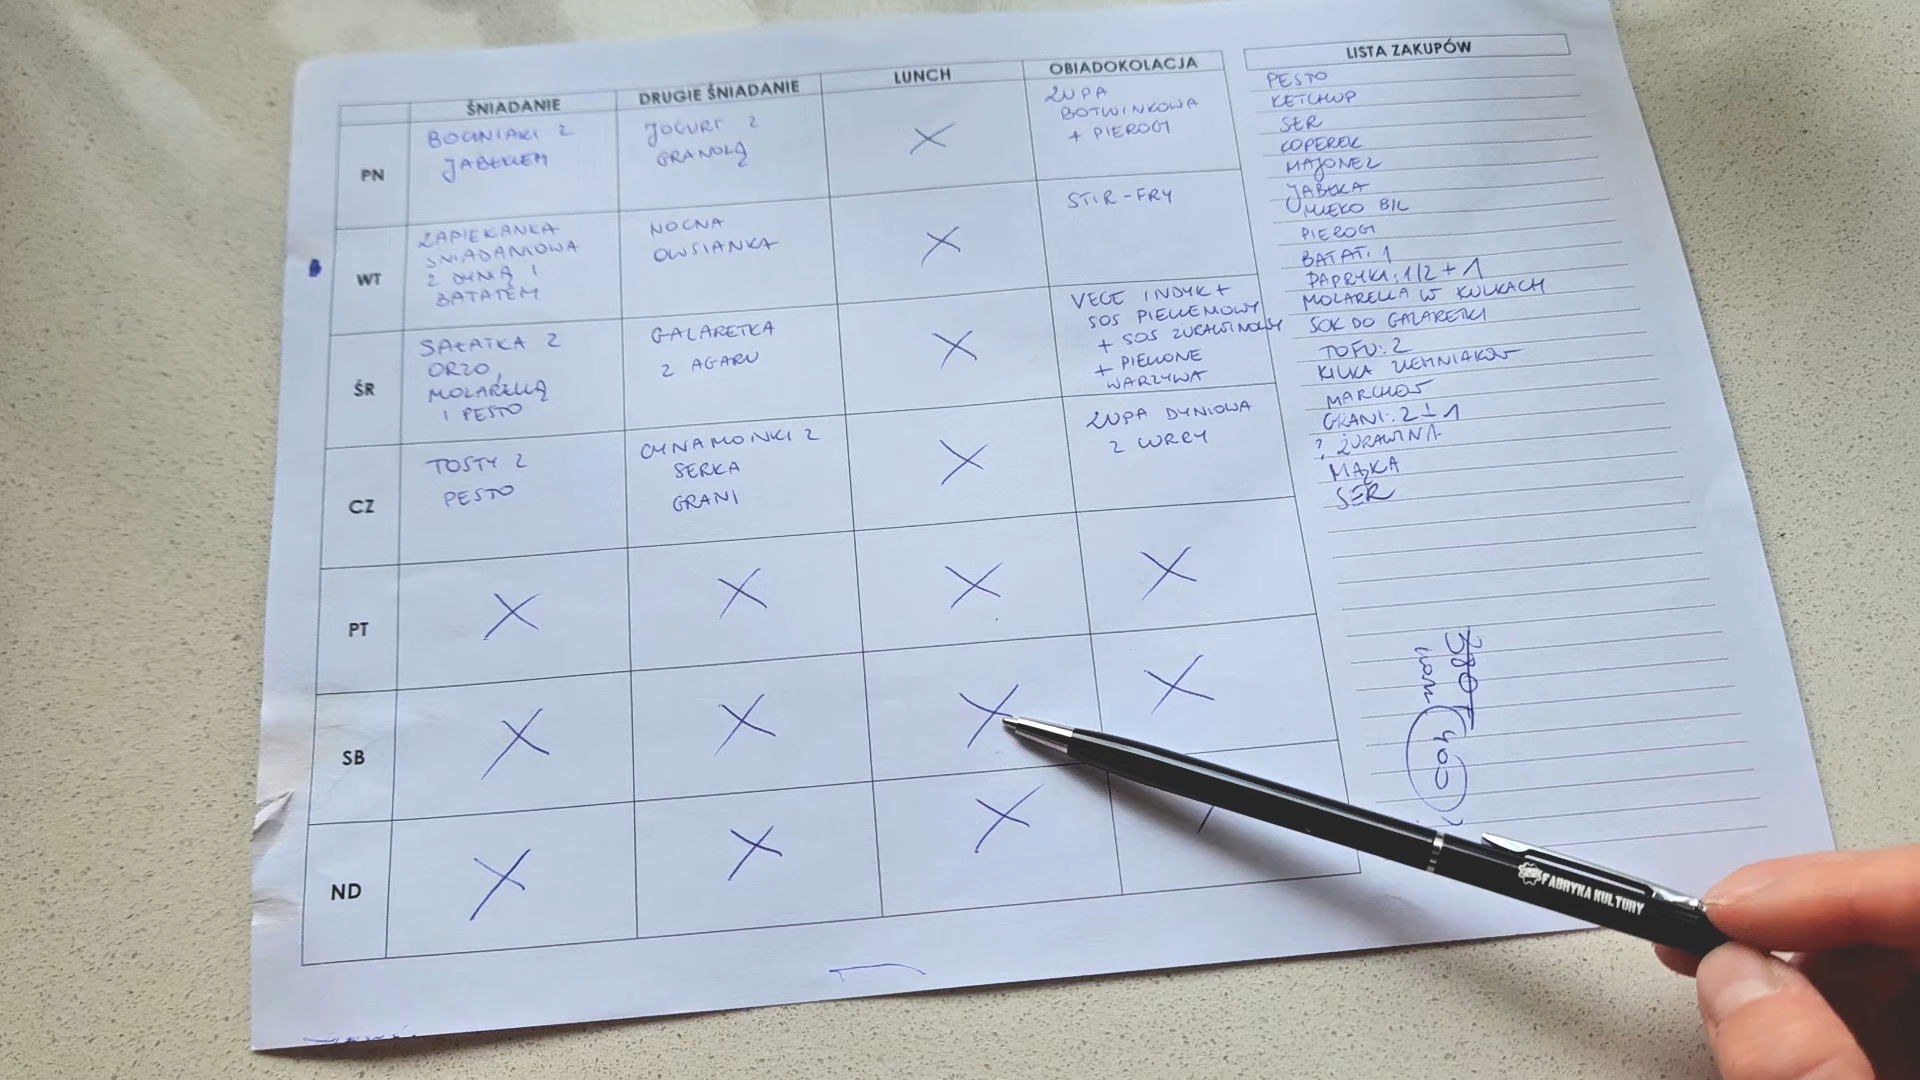 ŚNIADANIE
DRUGIE ŚNIADANIE
LUNCH
OBIADOKOLACJA
PN
BOCZNIAKI Z
JABŁKIEM
JOGURT Z
GRANOLĄ
X
ZUPA
BOTWINKOWA
+ PIEROGI
WT
ZAPIEKANKA
ŚNIADANIOWA
Z DYNIĄ I
BATATEM
NOCNA
OWSIANKA
X
STIR-FRY
ŚR
SAŁATKA Z
ORZO,
MOZARELLĄ
I PESTO
GALARETKA
Z AGARU
X
VEGE INDYK +
SOS PIECZENIOWY
+ SOS ŻURAWINOWY
+ PIECZONE
WARZYWA
CZ
TOSTY Z
PESTO
CYNAMONKI Z
SERKA
GRANI
X
ZUPA DYNIOWA
Z CURRY
PT
X
X
X
X
SB
X
X
X
X
ND
X
X
X
LISTA ZAKUPÓW
PESTO
KETCHUP
SER
KOPEREK
MAJONEZ
JABŁKA
MLEKO B/L
PIEROGI
BATAT: 1
PAPRYKA: 1/2 + 1
MOZARELLA W KULKACH
SOK DO GALARETKI
TOFU: 2
KILKA ZIEMNIAKÓW
MARCHEW
GRANI: 2 + 1
? ŻURAWINA
MĄKA
SER
400
FABRYKA KULTURY